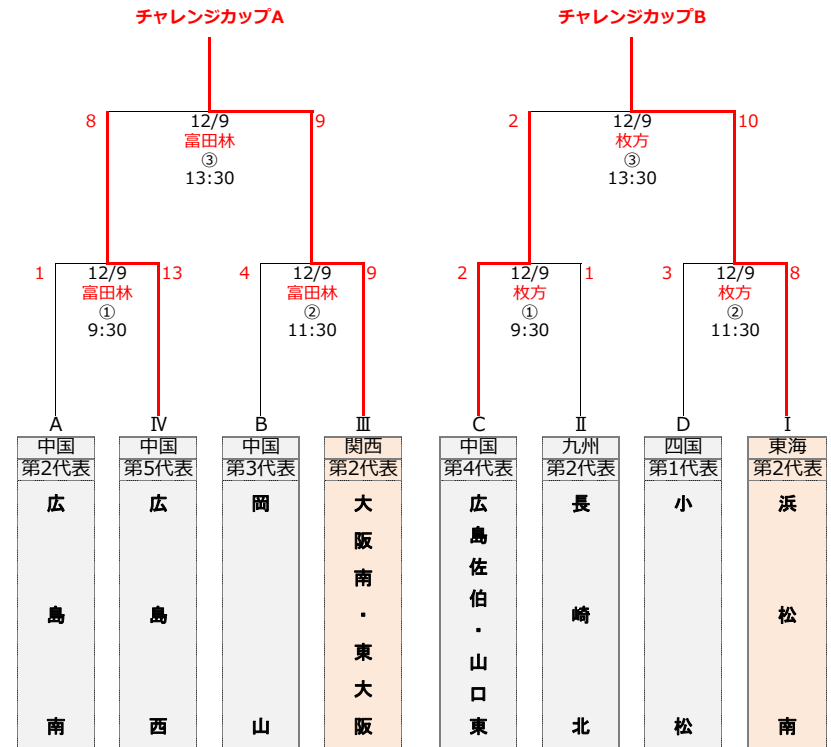 チャレンジカップA
チャレンジカップB
8
12/9
9
富田林
③
13:30
2
12/9
10
枚方
③
13:30
1
12/9
13
富田林
①
9:30
4
12/9
9
富田林
②
11:30
2
12/9
1
枚方
①
9:30
3
12/9
8
枚方
②
11:30
A
中国
第2代表
広島南
Ⅳ
中国
第5代表
広島西
B
中国
第3代表
岡山
Ⅲ
関西
第2代表
大阪南・東大阪
C
中国
第4代表
広島佐伯・山口東
Ⅱ
九州
第2代表
長崎北
D
四国
第1代表
小松
Ⅰ
東海
第2代表
浜松南